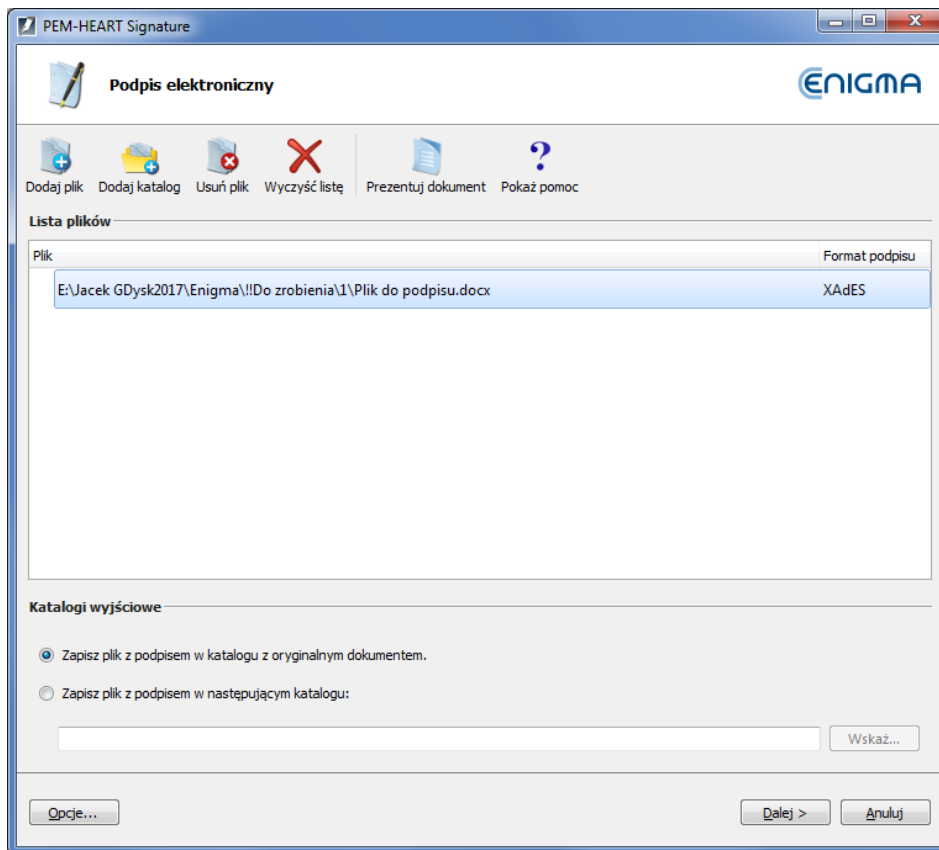 PEM-HEART Signature
Podpis elektroniczny
ENIGMA
Dodaj plik Dodaj katalog Usuń plik Wyczyść listę Prezentuj dokument Pokaż pomoc
Lista plików
Plik Format podpisu
E:\Jacek GDysk2017\Enigma\!!Do zrobienia\1\Plik do podpisu.docx XAdES
Katalogi wyjściowe
Zapisz plik z podpisem w katalogu z oryginalnym dokumentem.
Zapisz plik z podpisem w następującym katalogu:
Wskaż...
Opcje... Dalej > Anuluj